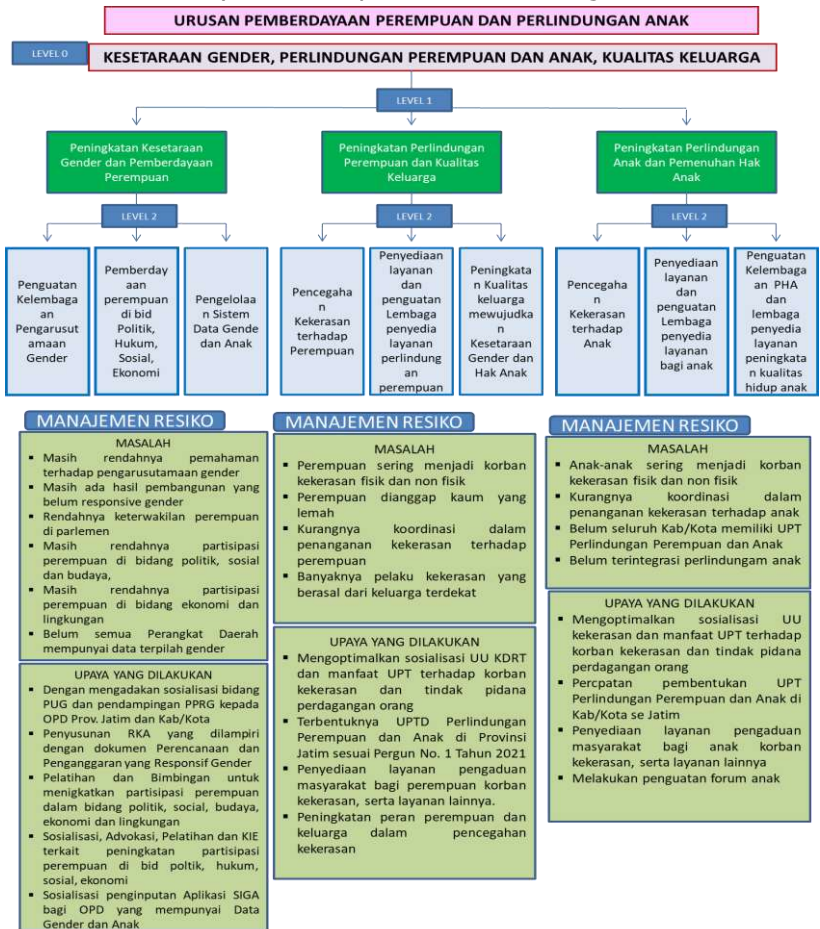 URUSAN PEMBERDAYAAN PEREMPUAN DAN PERLINDUNGAN ANAK
LEVEL 0
KESETARAAN GENDER, PERLINDUNGAN PEREMPUAN DAN ANAK, KUALITAS KELUARGA
LEVEL 1
Peningkatan Kesetaraan
Gender dan Pemberdayaan
Perempuan
Peningkatan Perlindungan
Perempuan dan Kualitas
Keluarga
Peningkatan Perlindungan
Anak dan Pemenuhan Hak
Anak
LEVEL 2
LEVEL 2
LEVEL 2
Penguatan
Kelembaga
an
Pengarusut
amaan
Gender
Pemberday
aan
perempuan
di bid
Politik,
Hukum,
Sosial,
Ekonomi
Pengelolaa
n Sistem
Data Gende
dan Anak
Pencegaha
n
Kekerasan
terhadap
Perempuan
Penyediaan
layanan
dan
penguatan
Lembaga
penyedia
layanan
perlindung
an
perempuan
Peningkata
n Kualitas
keluarga
mewujudka
n
Kesetaraan
Gender dan
Hak Anak
Pencegaha
n
Kekerasan
terhadap
Anak
Penyediaan
layanan
dan
penguatan
Lembaga
penyedia
layanan
bagi anak
Penguatan
Kelembaga
an PHA
dan
lembaga
penyedia
layanan
peningkata
n kualitas
hidup anak
MANAJEMEN RESIKO
MASALAH
▪ Masih rendahnya pemahaman
terhadap pengarusutamaan gender
▪ Masih ada hasil pembangunan yang
belum responsive gender
▪ Rendahnya keterwakilan perempuan
di parlemen
▪ Masih rendahnya partisipasi
perempuan di bidang politik, sosial
dan budaya,
▪ Masih rendahnya partisipasi
perempuan di bidang ekonomi dan
lingkungan
▪ Belum semua Perangkat Daerah
mempunyai data terpilah gender
UPAYA YANG DILAKUKAN
▪ Dengan mengadakan sosialisasi bidang
PUG dan pendampingan PPRG kepada
OPD Prov. Jatim dan Kab/Kota
▪ Penyusunan RKA yang dilampiri
dengan dokumen Perencanaan dan
Penganggaran yang Responsif Gender
▪ Pelatihan dan Bimbingan untuk
menigkatkan partisipasi perempuan
dalam bidang politik, social, budaya,
ekonomi dan lingkungan
▪ Sosialisasi, Advokasi, Pelatihan dan KIE
terkait peningkatan partisipasi
perempuan di bid poltik, hukum,
sosial, ekonomi
▪ Sosialisasi penginputan Aplikasi SIGA
bagi OPD yang mempunyai Data
Gender dan Anak
MANAJEMEN RESIKO
MASALAH
▪ Perempuan sering menjadi korban
kekerasan fisik dan non fisik
▪ Perempuan dianggap kaum yang
lemah
▪ Kurangnya koordinasi dalam
penanganan kekerasan terhadap
perempuan
▪ Banyaknya pelaku kekerasan yang
berasal dari keluarga terdekat
UPAYA YANG DILAKUKAN
▪ Mengoptimalkan sosialisasi UU KDRT
dan manfaat UPT terhadap korban
kekerasan dan tindak pidana
perdagangan orang
▪ Terbentuknya UPTD Perlindungan
Perempuan dan Anak di Provinsi
Jatim sesuai Pergun No. 1 Tahun 2021
▪ Penyediaan layanan pengaduan
masyarakat bagi perempuan korban
kekerasan, serta layanan lainnya.
▪ Peningkatan peran perempuan dan
keluarga dalam pencegahan
kekerasan
MANAJEMEN RESIKO
MASALAH
▪ Anak-anak sering menjadi korban
kekerasan fisik dan non fisik
▪ Kurangnya koordinasi dalam
penanganan kekerasan terhadap anak
▪ Belum seluruh Kab/Kota memiliki UPT
Perlindungan Perempuan dan Anak
▪ Belum terintegrasi perlindungam anak
UPAYA YANG DILAKUKAN
▪ Mengoptimalkan sosialisasi UU
kekerasan dan manfaat UPT terhadap
korban kekerasan dan tindak pidana
perdagangan orang
▪ Percpatan pembentukan UPT
Perlindungan Perempuan dan Anak di
Kab/Kota se Jatim
▪ Penyediaan layanan pengaduan
masyarakat bagi anak korban
kekerasan, serta layanan lainnya
▪ Melakukan penguatan forum anak